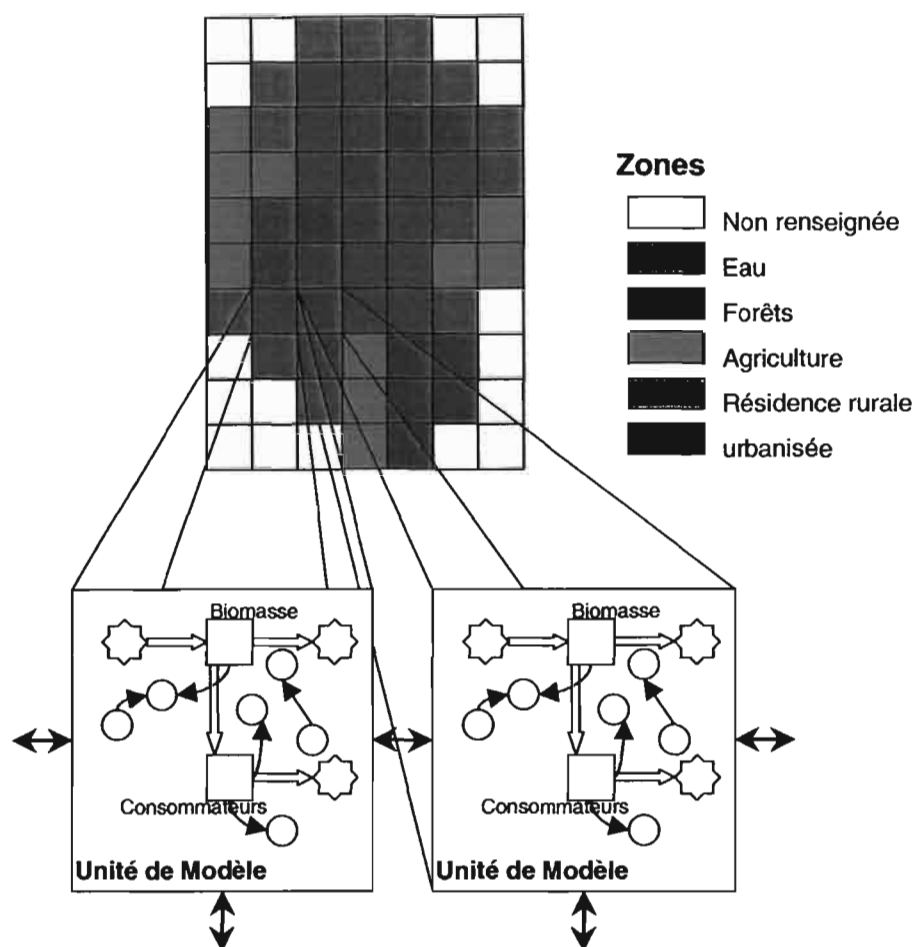 Zones
Non renseignée
Eau
Forêts
Agriculture
Résidence rurale
urbanisée
Biomasse
Consommateurs
Unité de Modèle
Biomasse
Consommateurs
Unité de Modèle